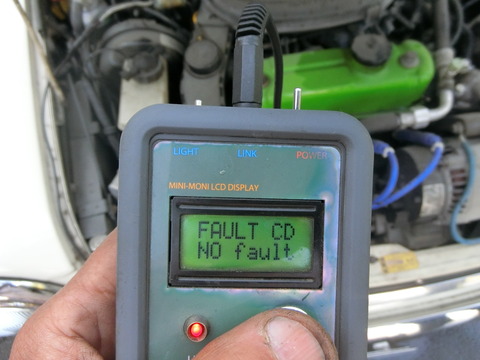 LIGHT LINK POWER
MINI-MONI LCD DISPLAY
FAULT CD
NO fault